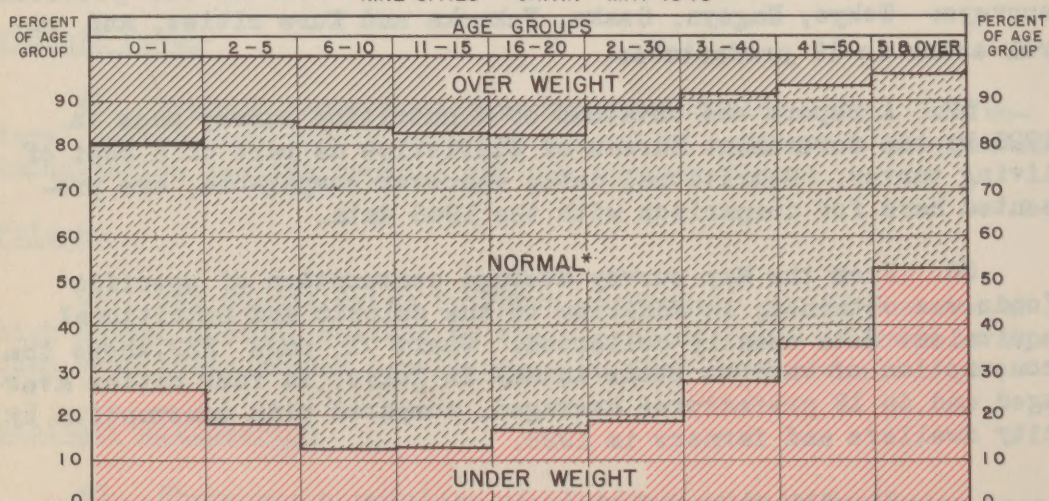 AGE GROUPS
PERCENT OF AGE GROUP
0-1 2-5 6-10 11-15 16-20 21-30 31-40 41-50 51&OVER
PERCENT OF AGE GROUP
OVER WEIGHT
90 90
80 80
70 70
60 60
NORMAL*
50 50
40 40
30 30
20 20
10 10
UNDER WEIGHT
0 0